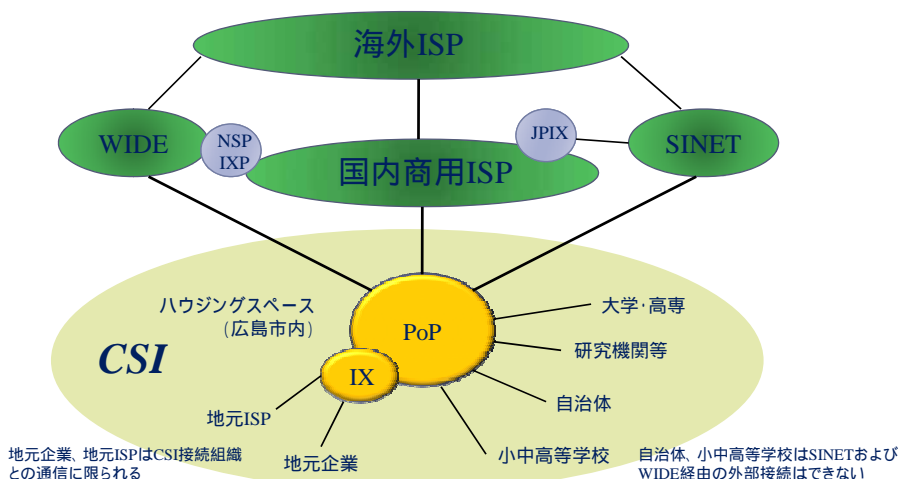 海外ISP
WIDE
NSP
IXP
国内商用ISP
JPIX
SINET
ハウジングスペース
(広島市内)
CSI
PoP
IX
大学・高専
研究機関等
自治体
小中高等学校
地元ISP
地元企業
地元企業、地元ISPはCSI接続組織
との通信に限られる
自治体、小中高等学校はSINETおよび
WIDE経由の外部接続はできない